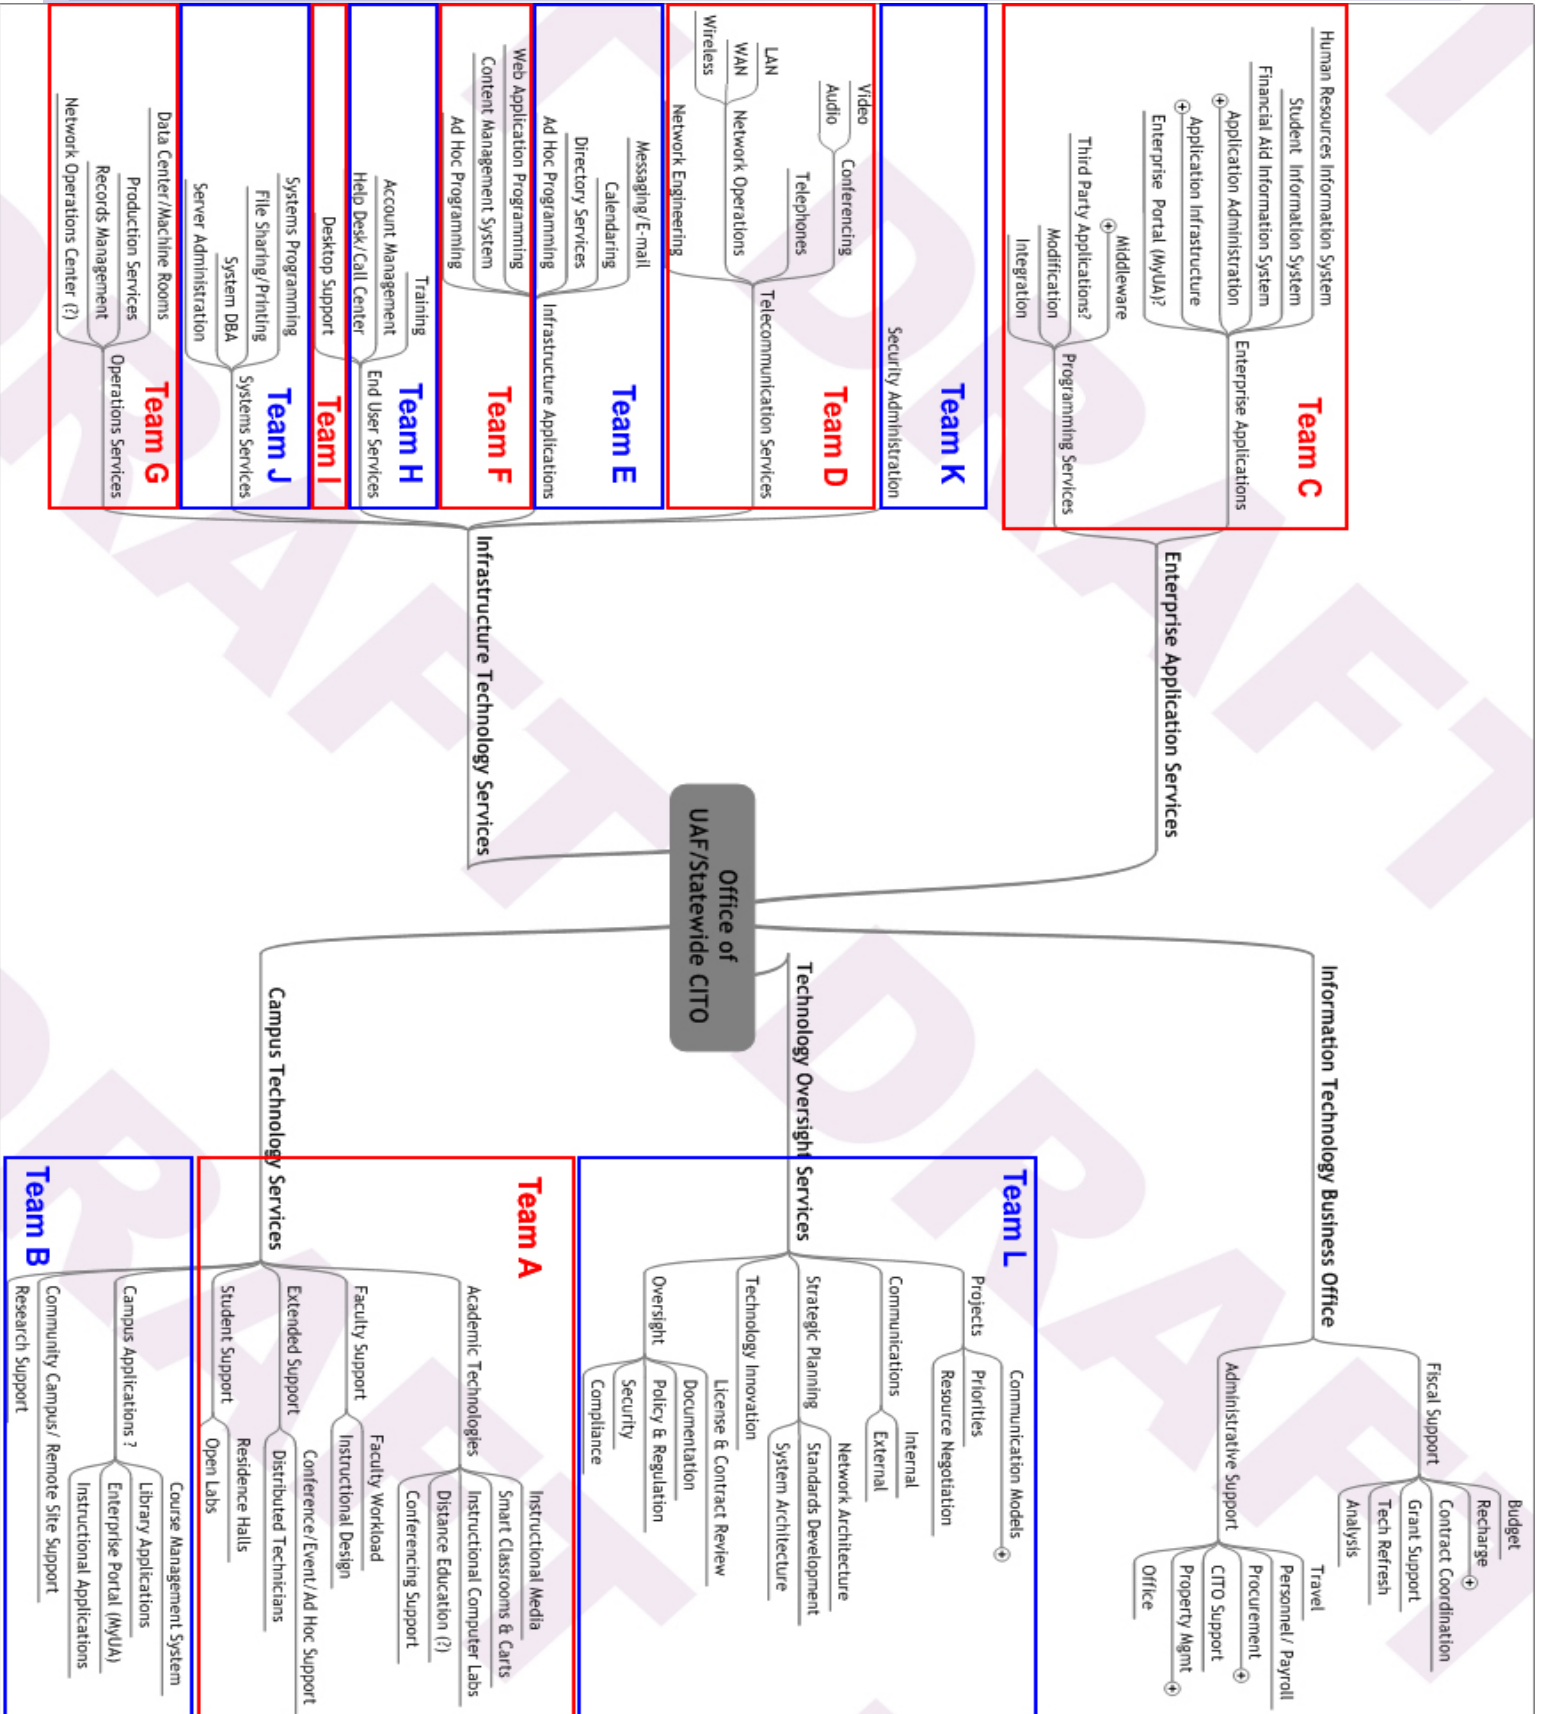 Human Resources Information System
Student Information System
Financial Aid Information System
Application Administration
Application Infrastructure
Enterprise Portal (MyUA)?
Enterprise Applications
Middleware
Third Party Applications?
Modification
Integration
Programming Services
Team C
Enterprise Application Services
Team K
Security Administration
Video
Audio
Conferencing
Telephones
LAN
WAN
Wireless
Network Operations
Network Engineering
Telecommunication Services
Team D
Messaging/E-mail
Calendaring
Directory Services
Ad Hoc Programming
Team E
Infrastructure Applications
Web Application Programming
Content Management System
Ad Hoc Programming
Team F
Training
Account Management
Help Desk/Call Center
Team H
End User Services
Desktop Support
Team I
Systems Programming
File Sharing/Printing
System DBA
Server Administration
Team J
Systems Services
Data Center/Machine Rooms
Production Services
Records Management
Network Operations Center (?)
Team G
Operations Services
Infrastructure Technology Services
Office of
UAF/Statewide CITO
Information Technology Business Office
Fiscal Support
Budget
Recharge
Contract Coordination
Grant Support
Tech Refresh
Analysis
Administrative Support
Travel
Personnel/ Payroll
Procurement
CITO Support
Property Mgmt
Office
Technology Oversight Services
Team L
Projects
Communication Models
Priorities
Resource Negotiation
Communications
Internal
External
Strategic Planning
Network Architecture
Standards Development
System Architecture
Technology Innovation
Oversight
License & Contract Review
Documentation
Policy & Regulation
Security
Compliance
Campus Technology Services
Team A
Academic Technologies
Instructional Media
Smart Classrooms & Carts
Instructional Computer Labs
Distance Education (?)
Conferencing Support
Faculty Support
Faculty Workload
Instructional Design
Extended Support
Conference/Event/Ad Hoc Support
Distributed Technicians
Student Support
Residence Halls
Open Labs
Team B
Campus Applications ?
Course Management System
Library Applications
Enterprise Portal (MyUA)
Instructional Applications
Community Campus/ Remote Site Support
Research Support
DRAFT
DRAFT
DRAFT
DRAFT